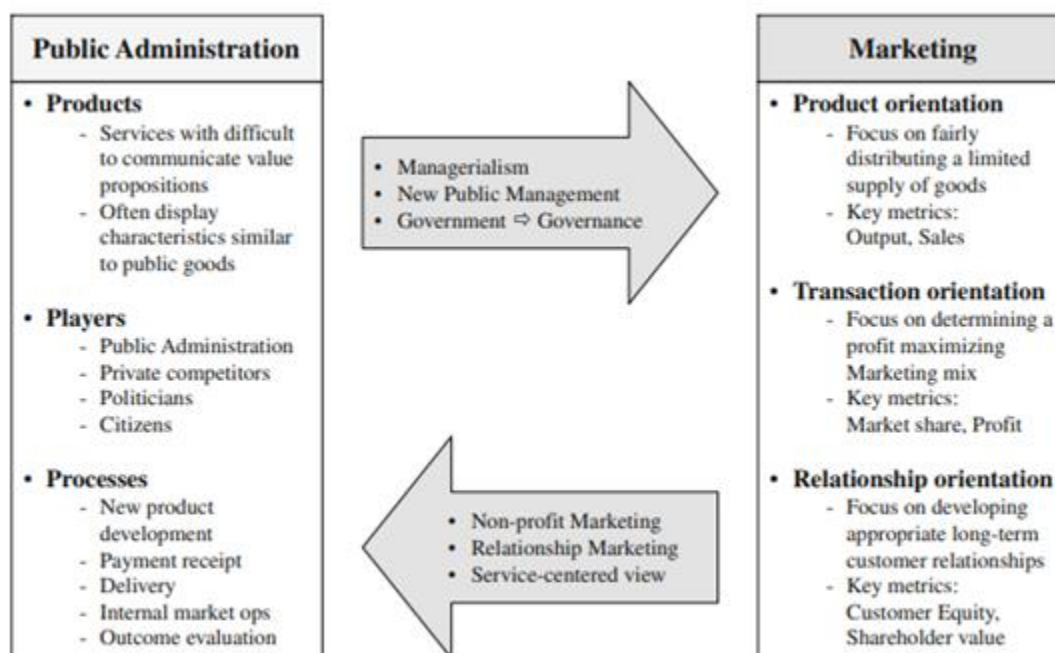 Public Administration
• Products
- Services with difficult
to communicate value
propositions
- Often display
characteristics similar
to public goods
• Players
- Public Administration
- Private competitors
- Politicians
- Citizens
• Processes
- New product
development
- Payment receipt
- Delivery
- Internal market ops
- Outcome evaluation
• Managerialism
• New Public Management
• Government ⇨ Governance
• Non-profit Marketing
• Relationship Marketing
• Service-centered view
Marketing
• Product orientation
- Focus on fairly
distributing a limited
supply of goods
- Key metrics:
Output, Sales
• Transaction orientation
- Focus on determining a
profit maximizing
Marketing mix
- Key metrics:
Market share, Profit
• Relationship orientation
- Focus on developing
appropriate long-term
customer relationships
- Key metrics:
Customer Equity,
Shareholder value